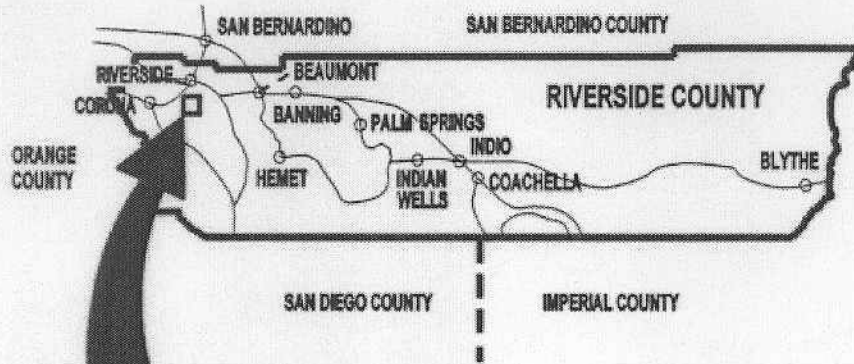 SAN BERNARDINO
SAN BERNARDINO COUNTY
RIVERSIDE
BEAUMONT
CORONA
BANNING
RIVERSIDE COUNTY
PALM SPRINGS
ORANGE
COUNTY
HEMET
INDIAN
WELLS
INDIO
COACHELLA
BLYTHE
SAN DIEGO COUNTY
IMPERIAL COUNTY